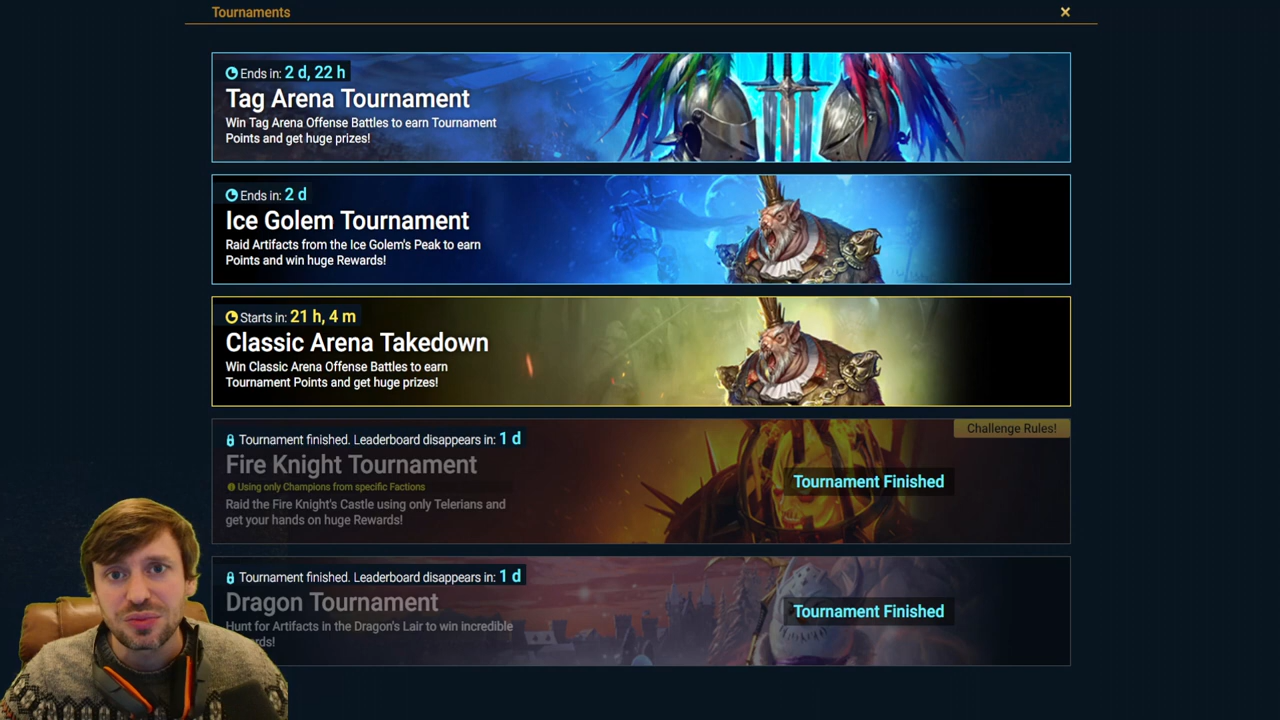 Tournaments
Ends in: 2 d, 22 h
Tag Arena Tournament
Win Tag Arena Offense Battles to earn Tournament
Points and get huge prizes!
Ends in: 2 d
Ice Golem Tournament
Raid Artifacts from the Ice Golem's Peak to earn
Points and win huge Rewards!
Starts in: 21 h, 4 m
Classic Arena Takedown
Win Classic Arena Offense Battles to earn
Tournament Points and get huge prizes!
Tournament finished. Leaderboard disappears in: 1 d
Challenge Rules!
Fire Knight Tournament
Using only Champions from specific Factions
Raid the Fire Knight's Castle using only Telerians and
get your hands on huge Rewards!
Tournament Finished
Tournament finished. Leaderboard disappears in: 1 d
Dragon Tournament
Hunt for Artifacts in the Dragon's Lair to win incredible
Tournament Finished